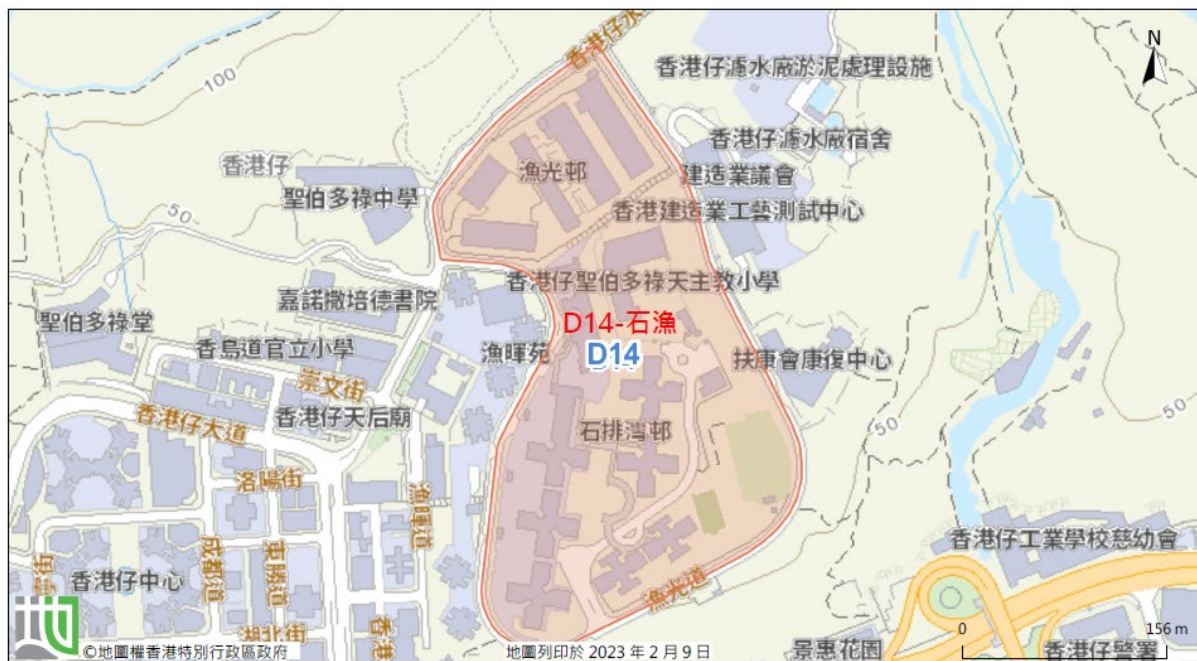 香港仔水
N
香港仔濾水廠淤泥處理設施
100
香港仔濾水廠宿舍
香港仔
漁光邨
建造業議會
聖伯多祿中學
香港建造業工藝測試中心
50
香港仔聖伯多祿天主教小學
嘉諾撒培德書院
聖伯多祿堂
D14-石漁
香島道官立小學
漁暉苑
D14
扶康會康復中心
崇文街
50
香港仔大道
香港仔天后廟
石排灣邨
50
洛陽街
漁暉道
香港仔工業學校慈幼會
成都道
東勝道
香港仔中心
漁光道
湖北街
0
156 m
©地圖版權香港特別行政區政府
地圖列印於 2023 年 2 月 9 日
景惠花園
香港仔警署